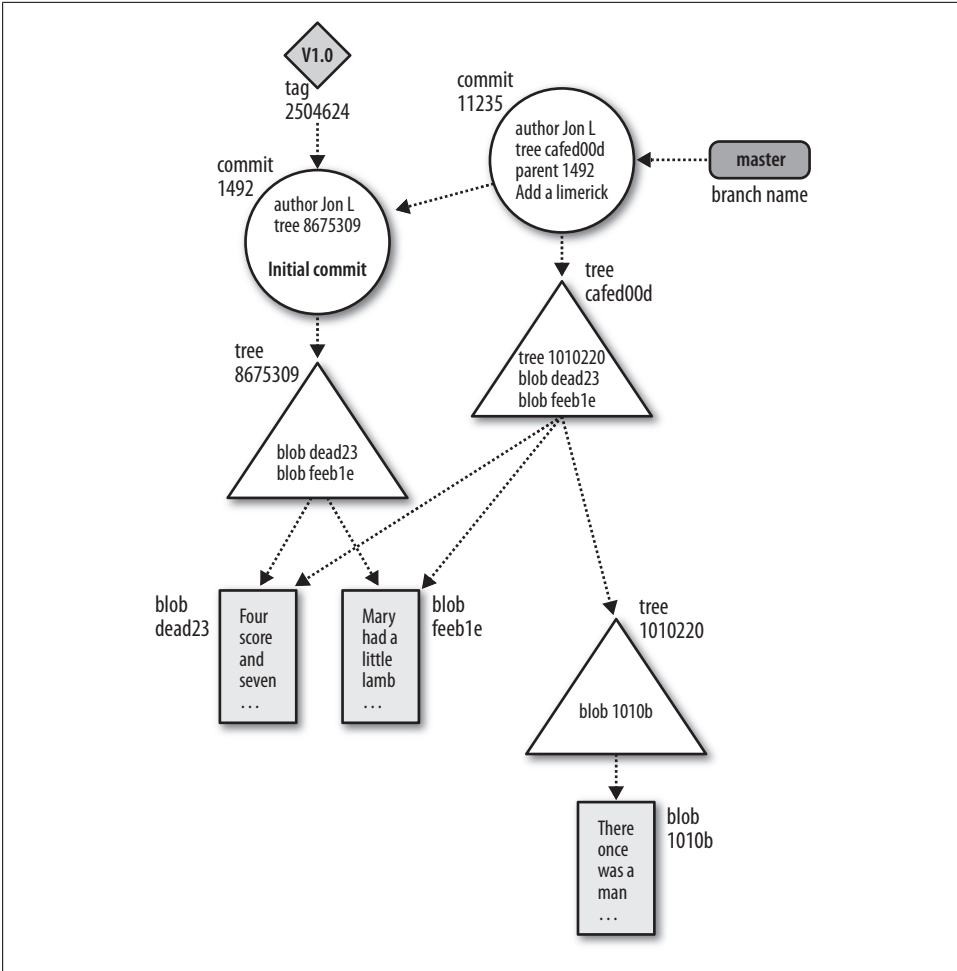 V1.0
tag
2504624
commit
11235
author Jon L
tree cafed00d
parent 1492
Add a limerick
master
branch name
commit
1492
author Jon L
tree 8675309
Initial commit
tree
cafed00d
tree 1010220
blob dead23
blob feeb1e
tree
8675309
blob dead23
blob feeb1e
blob
dead23
Four
score
and
seven
...
Mary
had a
little
lamb
...
blob
feeb1e
tree
1010220
blob 1010b
There
once
was a
man
...
blob
1010b